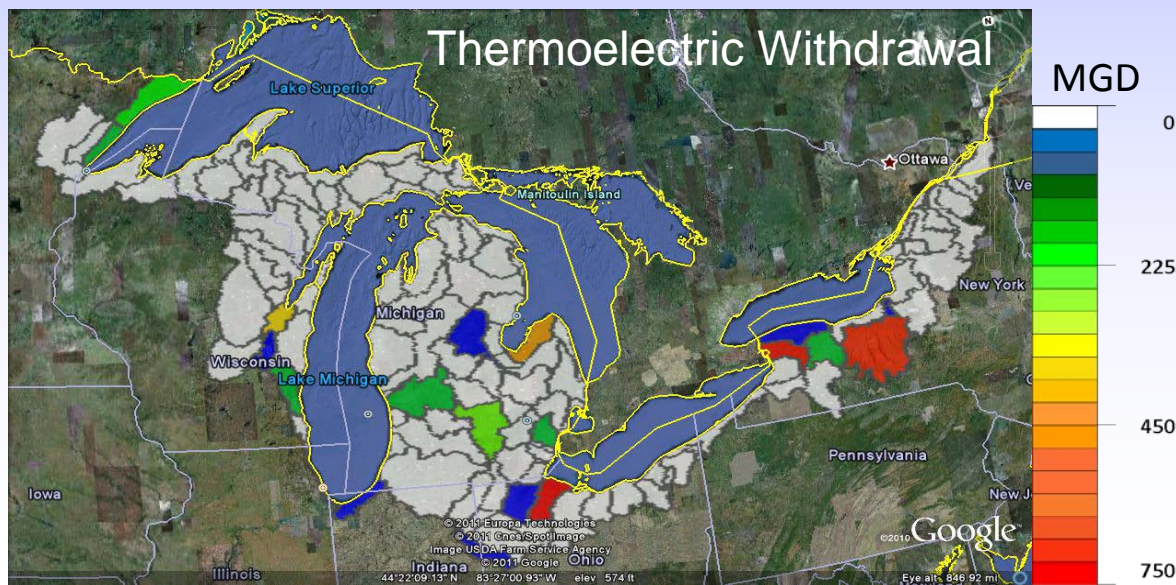 Thermoelectric Withdrawal
MGD
0
225
450
750
Lake Superior
Ottawa
Manitoulin Island
New York
Michigan
Wisconsin
Lake Michigan
Pennsylvania
Iowa
© 2011 Europa Technologies
© 2011 Cnes/Spot Image
Image USDA Farm Service Agency
© 2011 Google
©2010 Google
Illinois
Indiana
Ohio
44°22'09.13" N 83°27'00.93" W elev 574 ft
Eye alt 846.92 mi